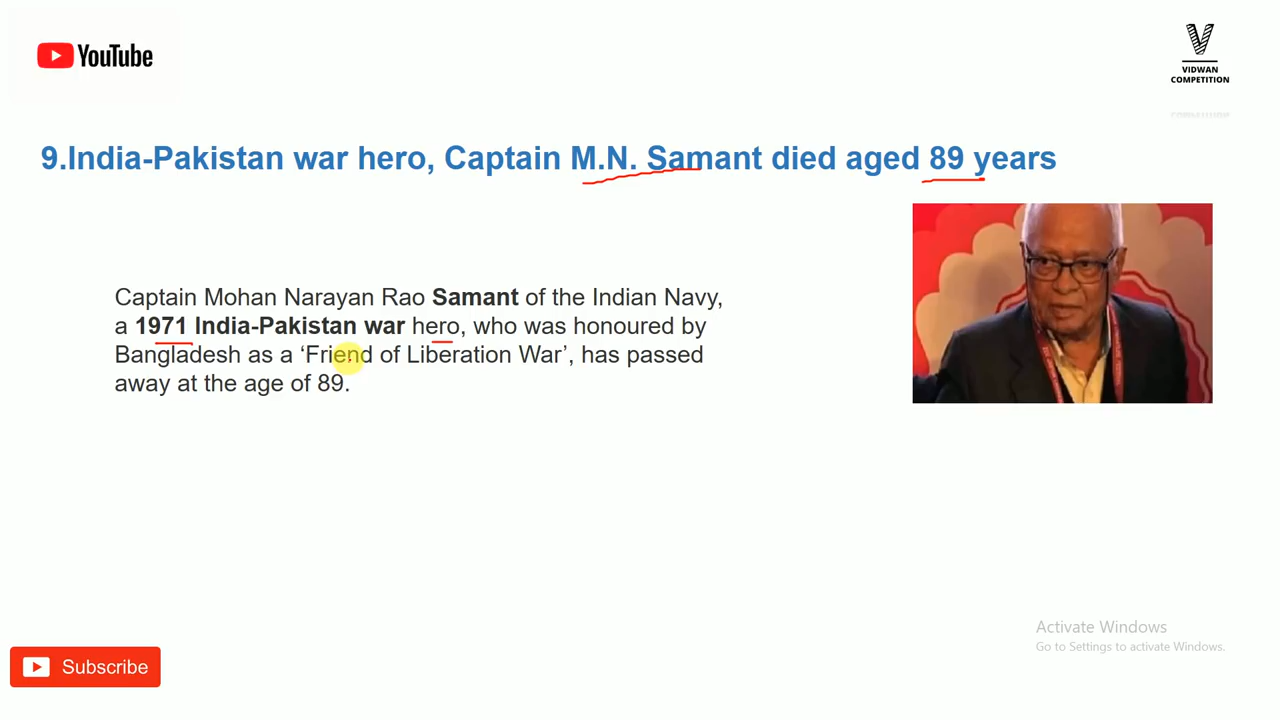 YouTube
VIDWAN
COMPETITION
9.India-Pakistan war hero, Captain M.N. Samant died aged 89 years
Captain Mohan Narayan Rao Samant of the Indian Navy,
a 1971 India-Pakistan war hero, who was honoured by
Bangladesh as a ‘Friend of Liberation War’, has passed
away at the age of 89.
Activate Windows
Go to Settings to activate Windows.
Subscribe